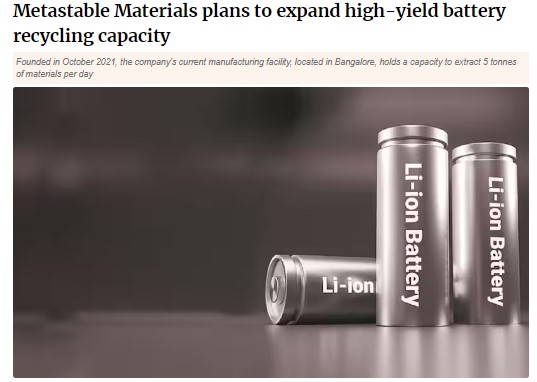 Metastable Materials plans to expand high-yield battery
recycling capacity
Founded in October 2021, the company's current manufacturing facility, located in Bangalore, holds a capacity to extract 5 tonnes
of materials per day
Li-ion Battery
Li-ion Battery
Li-ion